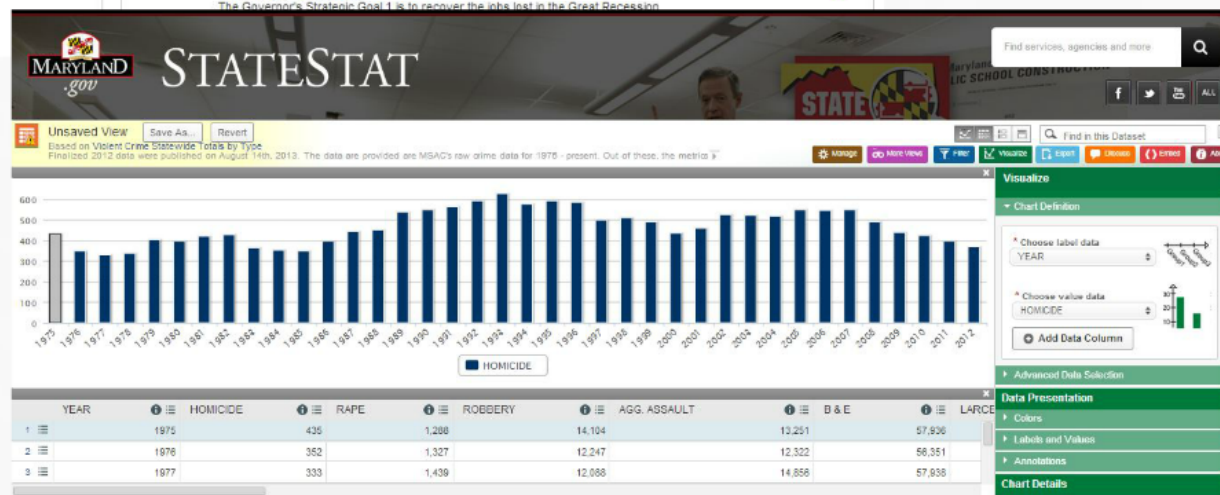 The Governor's Strategic Goal 1 is to recover the jobs lost in the Great Recession
MARYLAND
.gov
STATESTAT
STATE
Maryland
LIC SCHOOL CONSTRUCTION
Find services, agencies and more
ALL
Unsaved View Save As... Revert
Based on Violent Crime Statewide Totals by Type
Finalized 2012 data were published on August 14th, 2013. The data are provided are MSAC's raw crime data for 1976 - present. Out of these, the metrics
Find in this Dataset
Manage More Views Filter Visualize Export Discuss Embed
Visualize
Chart Definition
* Choose label data
YEAR
* Choose value data
HOMICIDE
Add Data Column
Advanced Data Selection
Data Presentation
Colors
Labels and Values
Annotations
Chart Details
600
500
400
300
200
100
0
1975 1976 1977 1978 1979 1980 1981 1982 1983 1984 1985 1986 1987 1988 1989 1990 1991 1992 1993 1994 1995 1996 1997 1998 1999 2000 2001 2002 2003 2004 2005 2006 2007 2008 2009 2010 2011 2012
HOMICIDE
YEAR HOMICIDE RAPE ROBBERY AGG. ASSAULT B & E LARCE
1 1975 435 1,288 14,104 13,251 57,936
2 1976 352 1,327 12,247 12,322 58,351
3 1977 333 1,439 12,088 14,856 57,938